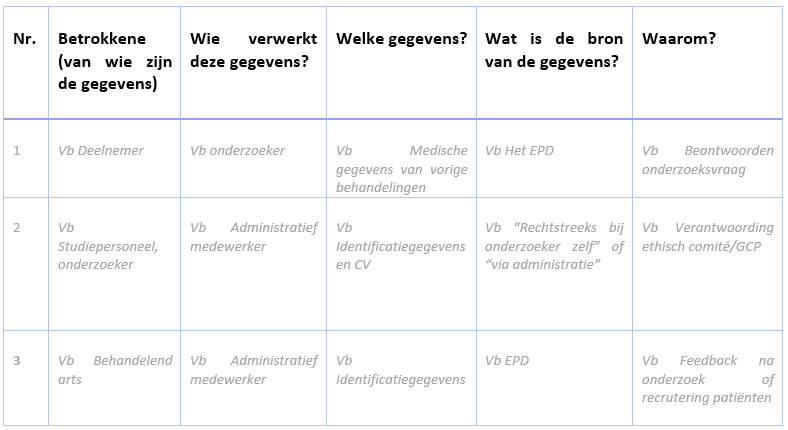 Nr.
Betrokkene
(van wie zijn
de gegevens)
Wie verwerkt
deze gegevens?
Welke gegevens?
Wat is de bron
van de gegevens?
Waarom?
1
Vb Deelnemer
Vb onderzoeker
Vb Medische
gegevens van vorige
behandelingen
Vb Het EPD
Vb Beantwoorden
onderzoeksvraag
2
Vb
Studiepersoneel,
onderzoeker
Vb Administratief
medewerker
Vb
Identificatiegegevens
en CV
Vb “Rechtstreeks bij
onderzoeker zelf” of
“via administratie”
Vb Verantwoording
ethisch comité/GCP
3
Vb Behandelend
arts
Vb Administratief
medewerker
Vb
Identificatiegegevens
Vb EPD
Vb Feedback na
onderzoek of
recrutering patiënten